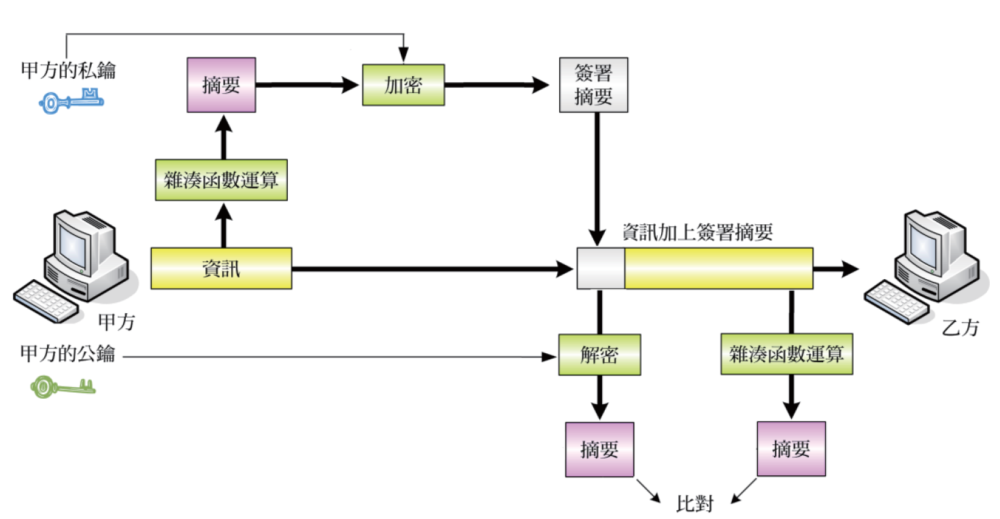 甲方的私鑰
摘要
加密
簽署
摘要
雜湊函數運算
資訊加上簽署摘要
資訊
甲方
乙方
甲方的公鑰
解密
雜湊函數運算
摘要
摘要
比對